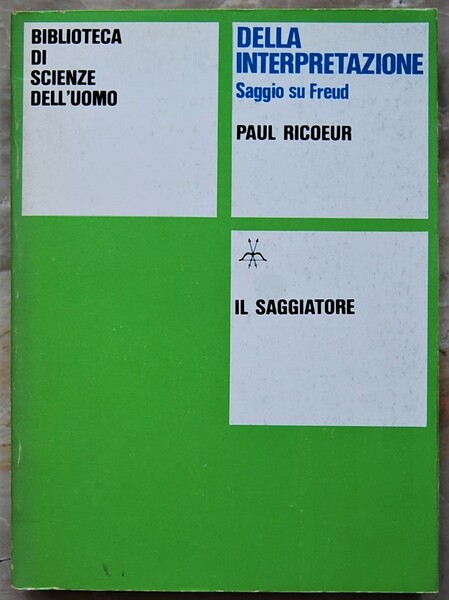 BIBLIOTECA
DI
SCIENZE
DELL'UOMO
DELLA
INTERPRETAZIONE
Saggio su Freud
PAUL RICOEUR
IL SAGGIATORE